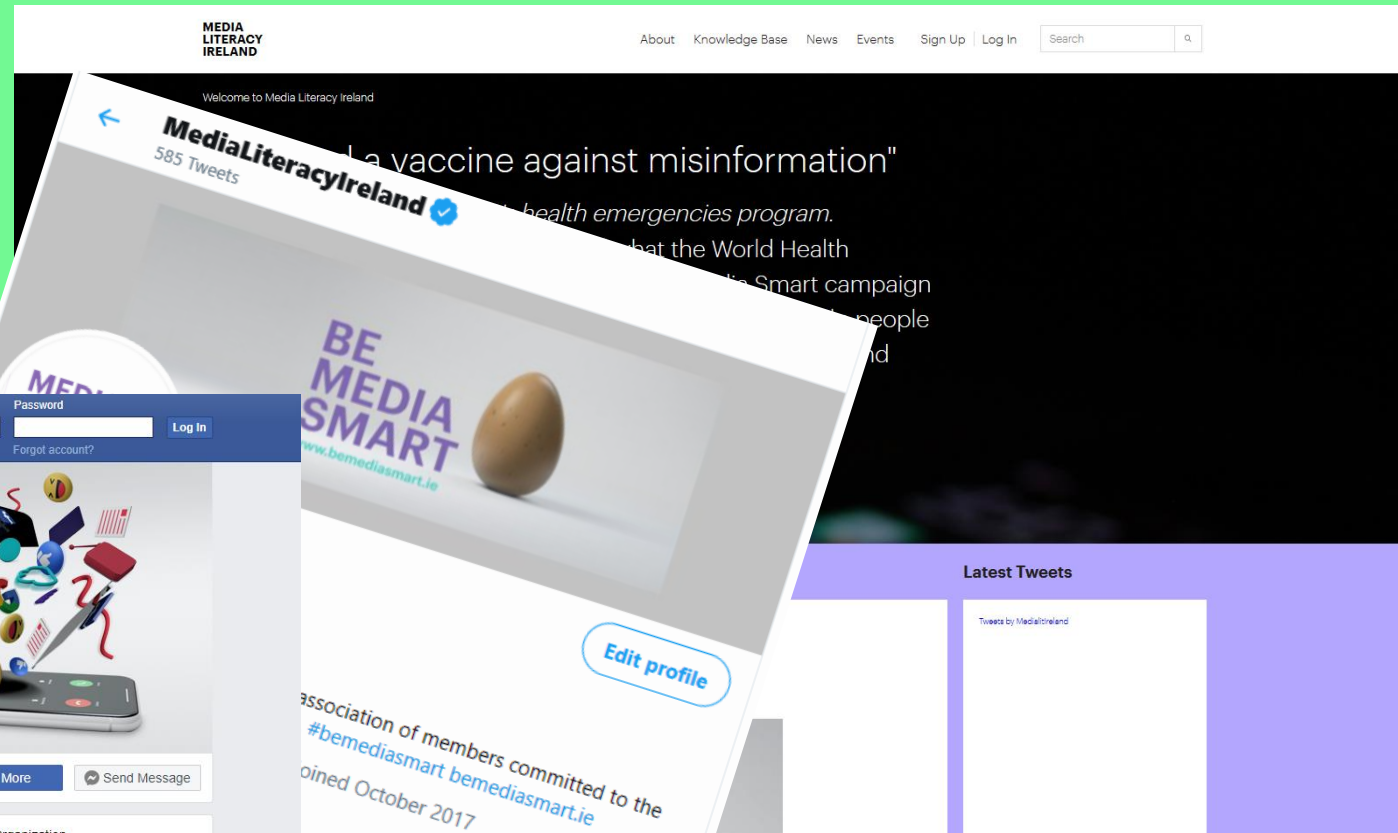 MEDIA
LITERACY
IRELAND
About Knowledge Base News Events Sign Up Log In Search
Welcome to Media Literacy Ireland
a vaccine against misinformation"
health emergencies program.
the World Health
Smart campaign
people
MediaLiteracyIreland
585 Tweets
BE
MEDIA
SMART
www.bemediasmart.ie
Edit profile
association of members committed to the
#bemediasmart bemediasmart.ie
October 2017
Password
Log In
Forgot account?
More Send Message
Latest Tweets
Tweets by Medialitireland